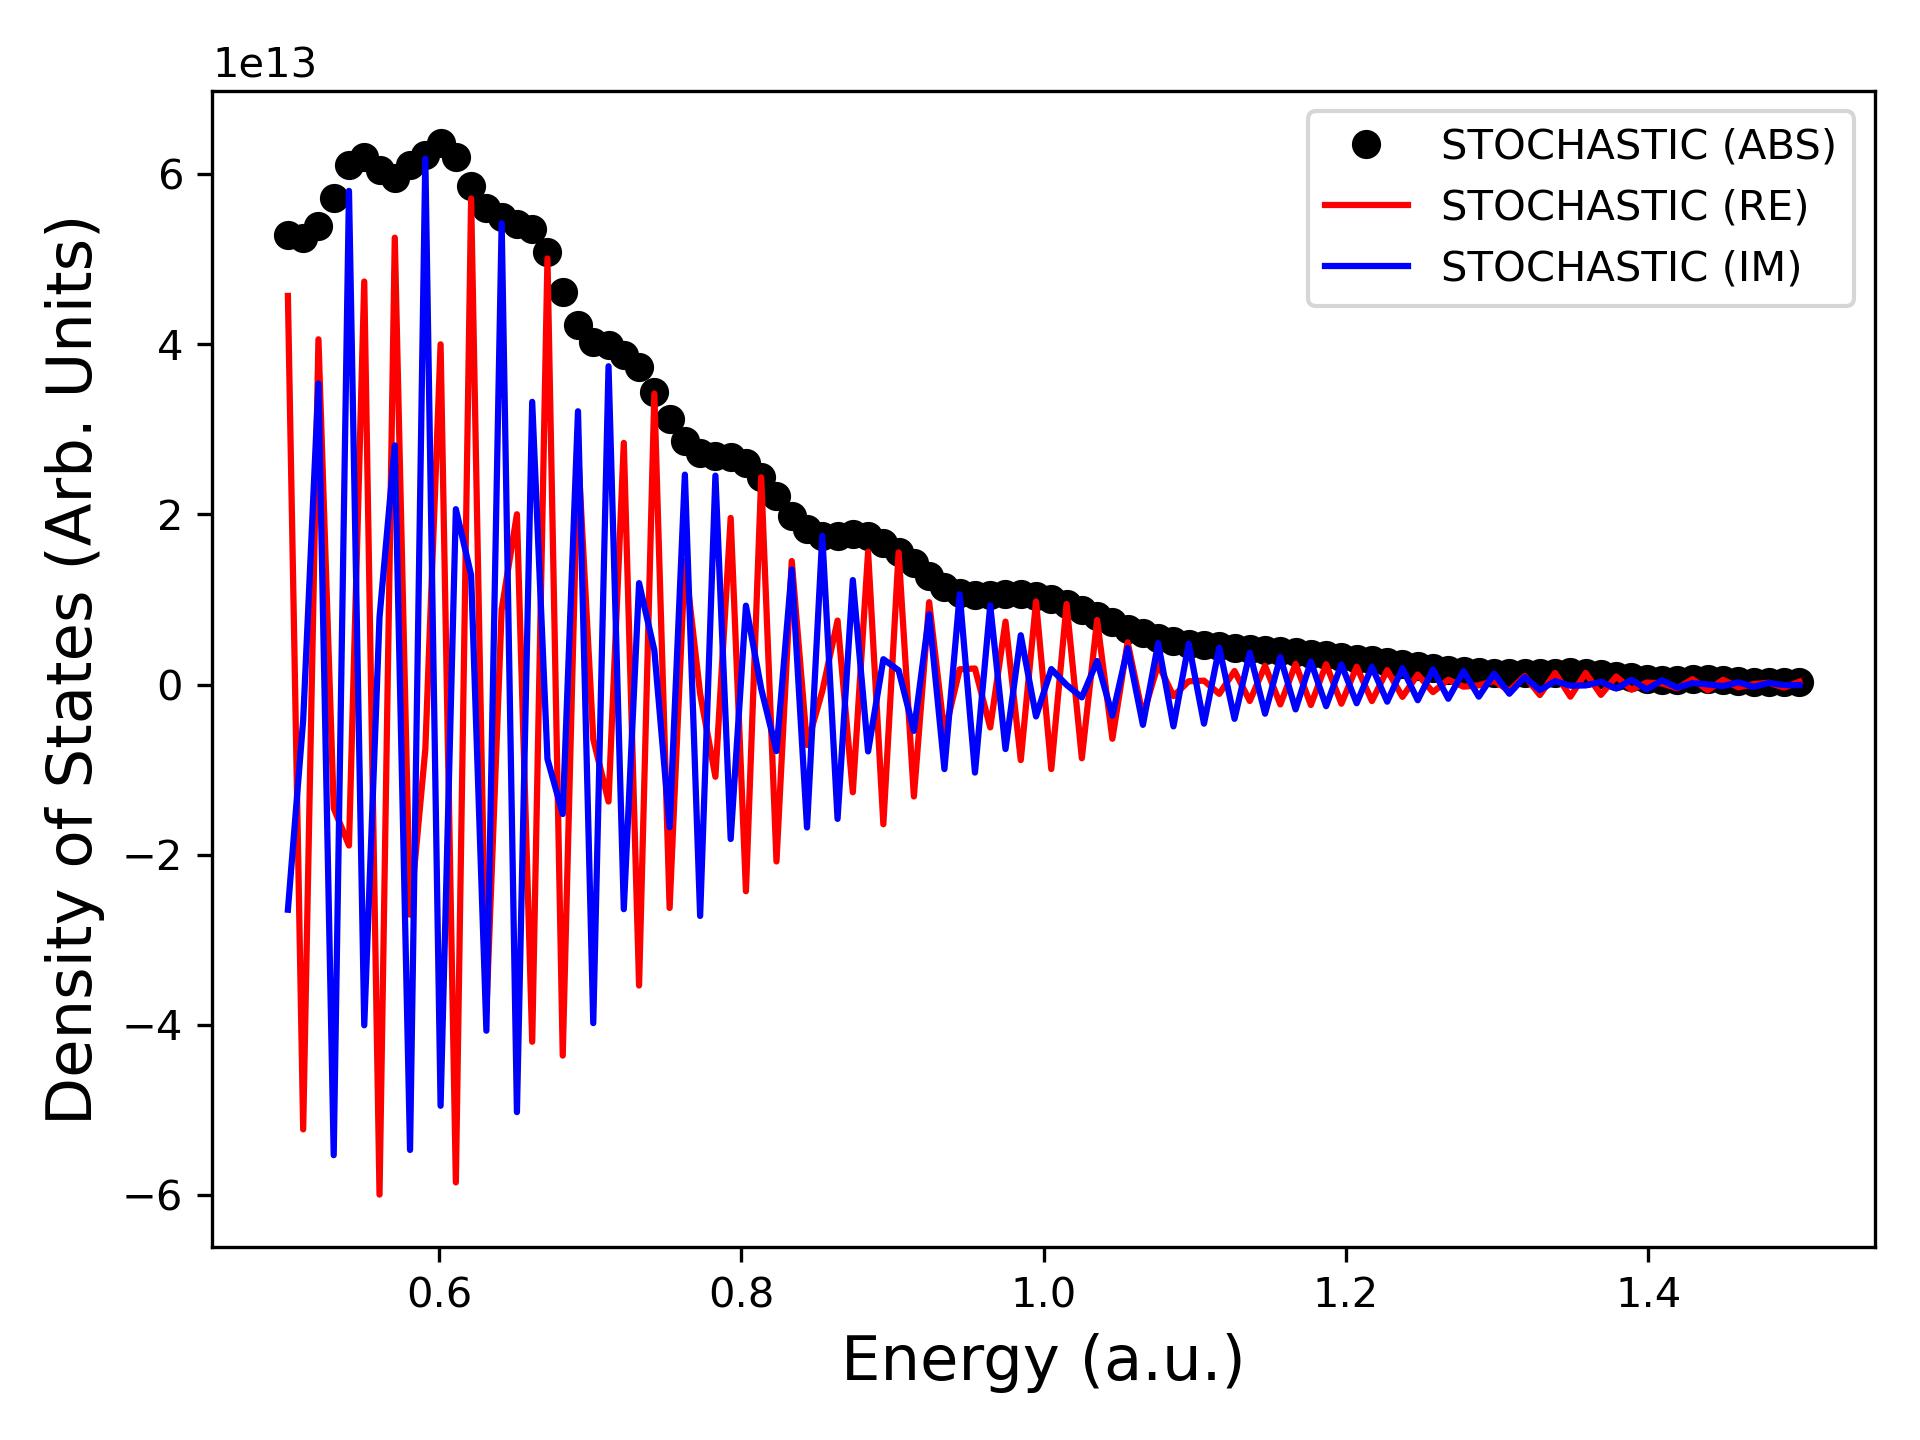 1e13
STOCHASTIC (ABS)
STOCHASTIC (RE)
STOCHASTIC (IM)
Density of States (Arb. Units)
6
4
2
0
−2
−4
−6
0.6 0.8 1.0 1.2 1.4
Energy (a.u.)